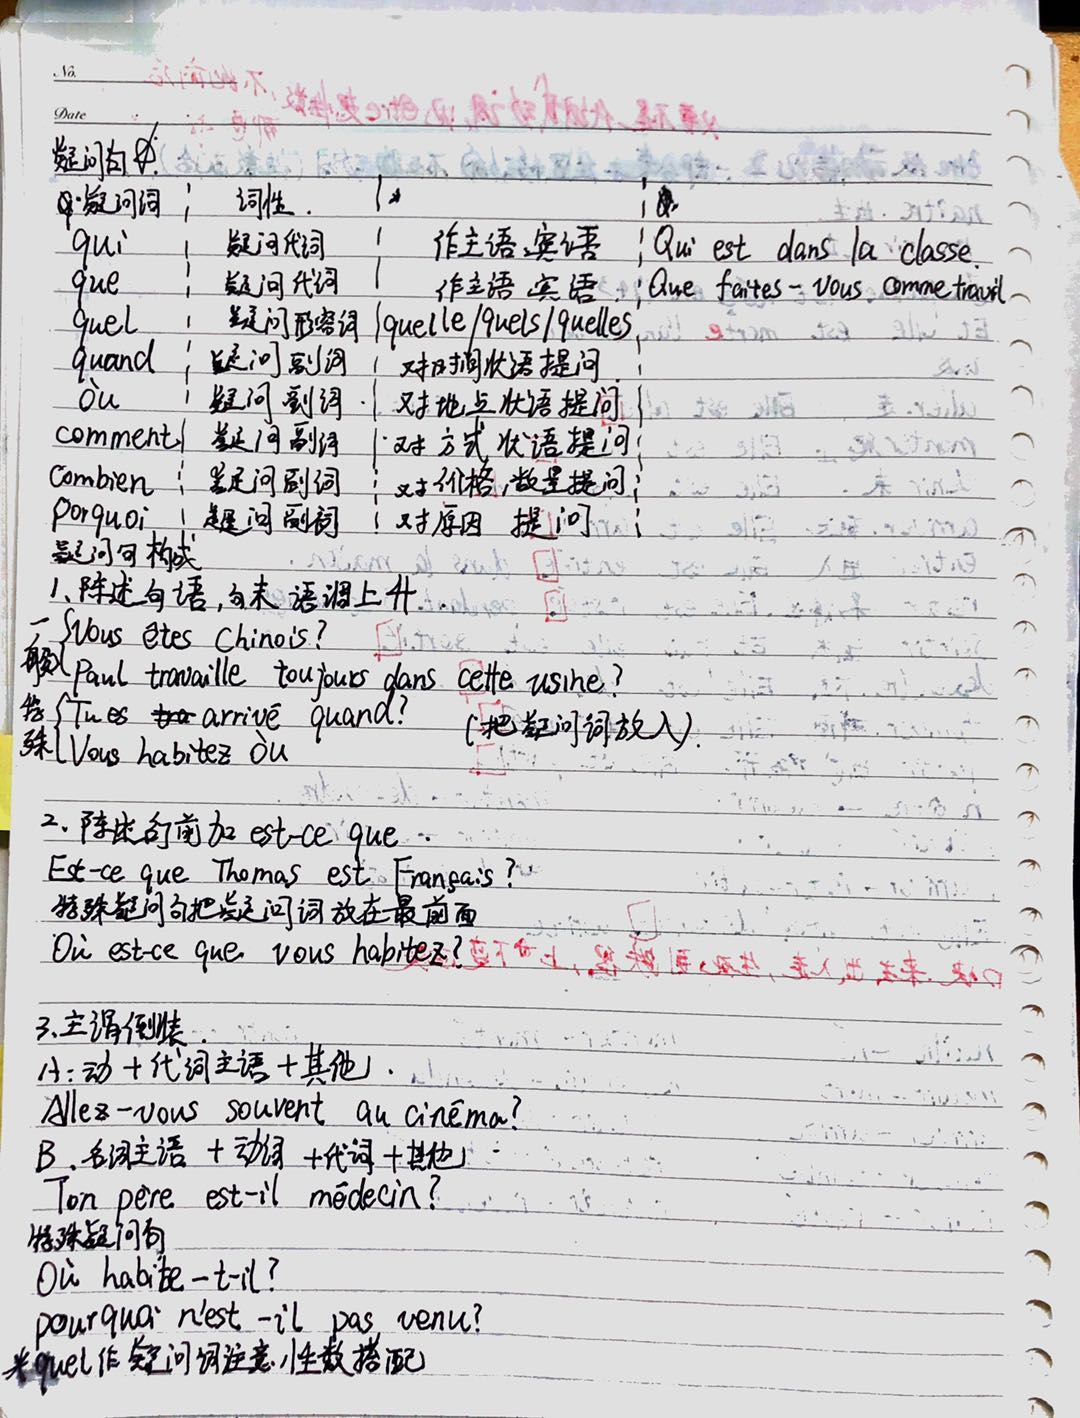 No.
Date
疑问句
疑问词 词性
qui 疑问代词 作主语、宾语 Qui est dans la classe.
que 疑问代词 作主语 宾语 Que faites-vous comme travil
quel 疑问形容词 quelle/quels/quelles
quand 疑问副词 对时间状语提问
où 疑问副词 对地点状语提问
comment 疑问副词 对方式状语提问
Combien 疑问副词 对价格,数量提问
porquoi 疑问副词 对原因 提问
疑问句构成
1、陈述句语,句末语调上升.
一般 Vous êtes Chinois?
Paul travaille toujours dans cette usine?
特殊 Tu es arrivé quand? (把疑问词放入).
Vous habitez où
2、陈述句前加 est-ce que
Est-ce que Thomas est Français?
特殊疑问句把疑问词放在最前面
Où est-ce que vous habitez?
3.主谓倒装.
A:动+代词主语+其他.
Allez-vous souvent au cinéma?
B.名词主语+动词+代词+其他
Ton père est-il médecin?
特殊疑问句
Où habite-t-il?
pourquoi n'est-il pas venu?
* quel作疑问词注意性数搭配